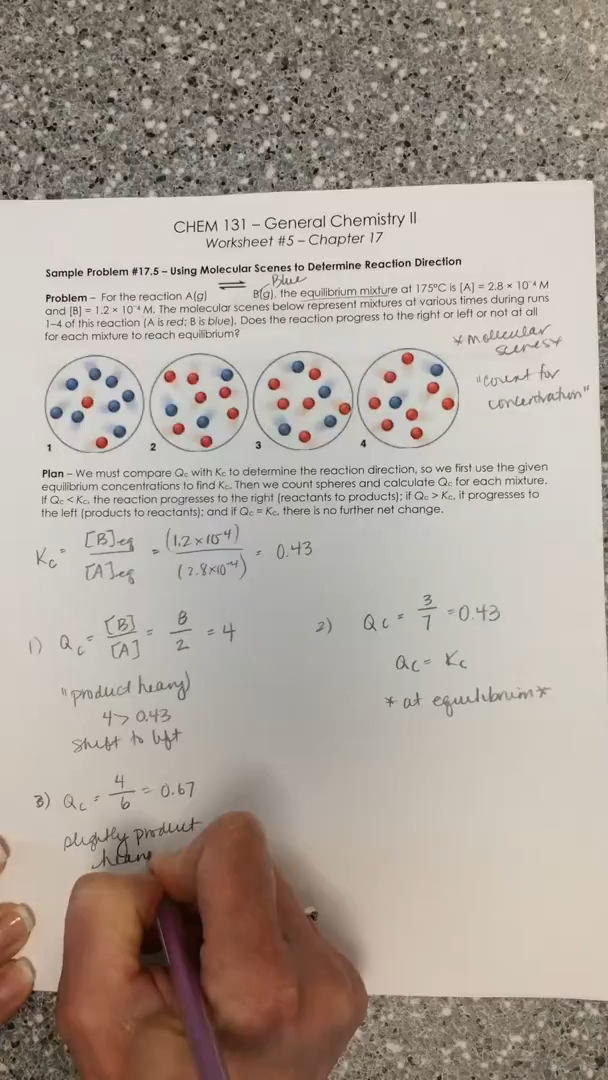 CHEM 131 – General Chemistry II
Worksheet #5 – Chapter 17
Sample Problem #17.5 – Using Molecular Scenes to Determine Reaction Direction
Blue
Problem – For the reaction A(g) ⇌ B(g), the equilibrium mixture at 175°C is [A] = 2.8 × 10⁻⁴ M
and [B] = 1.2 × 10⁻⁴ M. The molecular scenes below represent mixtures at various times during runs
1–4 of this reaction (A is red; B is blue). Does the reaction progress to the right or left or not at all
for each mixture to reach equilibrium?
*molecular
scenes*
"count for
concentration"
1 2 3 4
Plan – We must compare Qc with Kc to determine the reaction direction, so we first use the given
equilibrium concentrations to find Kc. Then we count spheres and calculate Qc for each mixture.
If Qc < Kc, the reaction progresses to the right (reactants to products); if Qc > Kc, it progresses to
the left (products to reactants); and if Qc = Kc, there is no further net change.
Kc = [B]eq / [A]eq = (1.2×10⁻⁴) / (2.8×10⁻⁴) = 0.43
1) Qc = [B] / [A] = 8 / 2 = 4
"product heavy)
4 > 0.43
shift to left
2) Qc = 3 / 7 = 0.43
Qc = Kc
*at equilibrium*
3) Qc = 4 / 6 = 0.67
slightly product